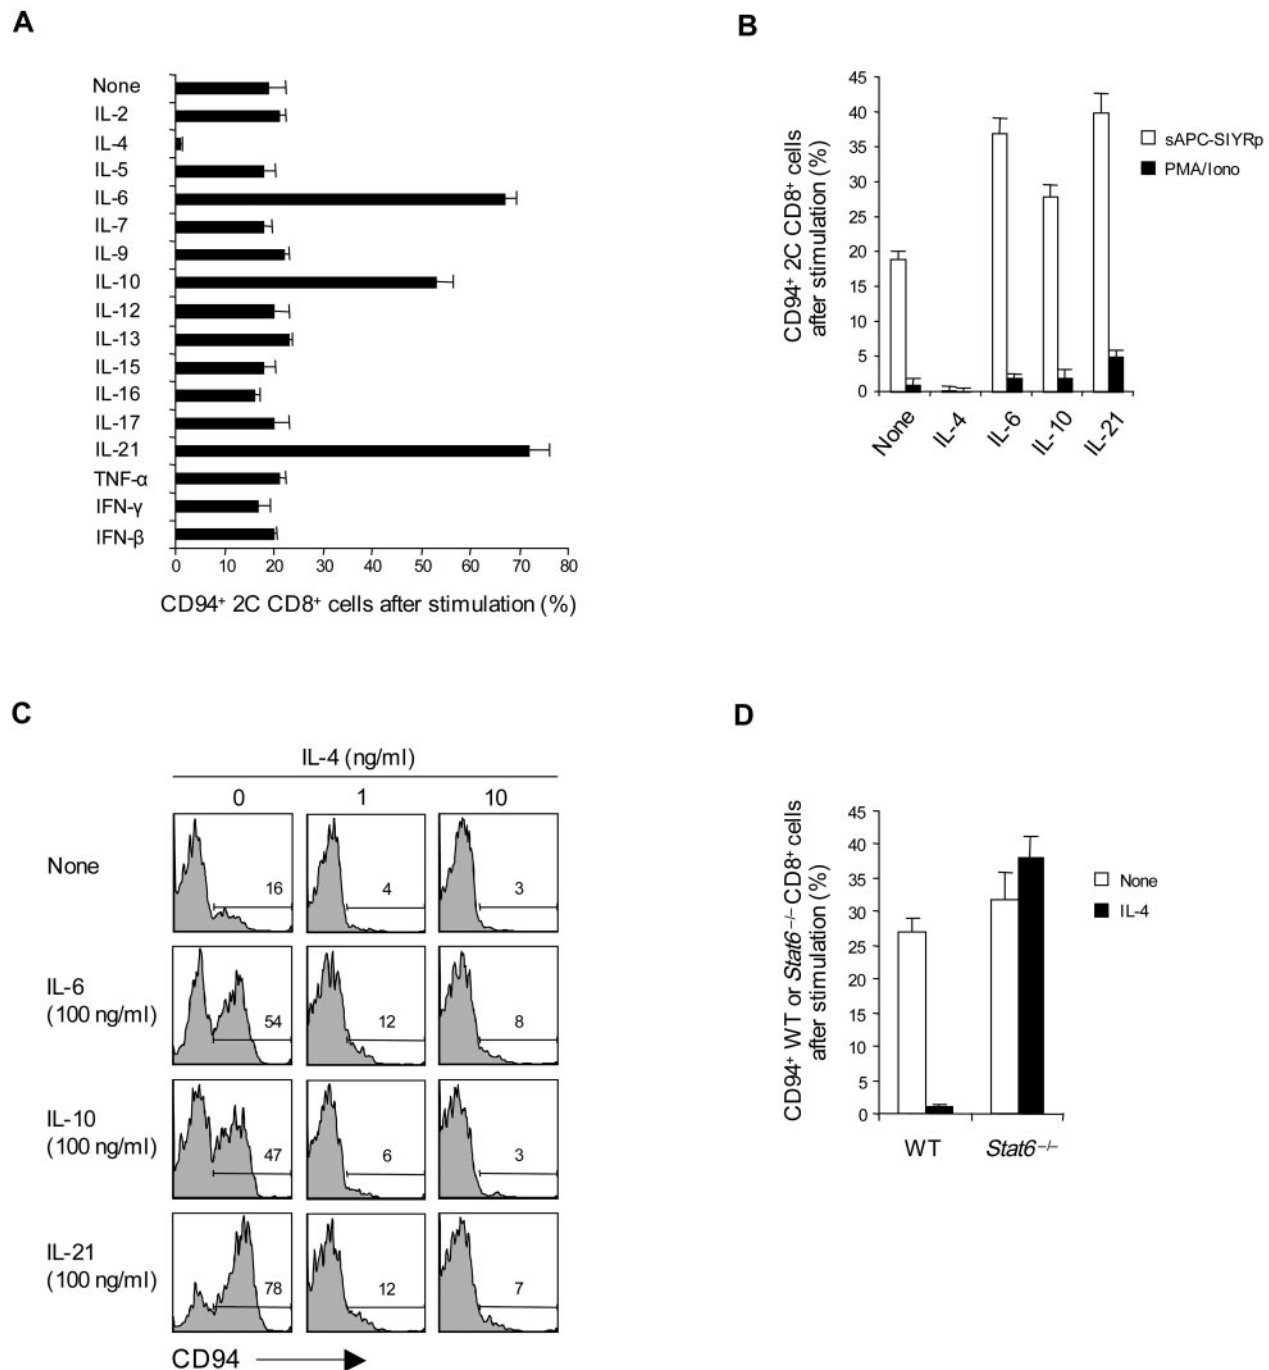 A
None
IL-2
IL-4
IL-5
IL-6
IL-7
IL-9
IL-10
IL-12
IL-13
IL-15
IL-16
IL-17
IL-21
TNF-α
IFN-γ
IFN-β
0 10 20 30 40 50 60 70 80
CD94⁺ 2C CD8⁺ cells after stimulation (%)
B
CD94⁺ 2C CD8⁺ cells
after stimulation (%)
45
40
35
30
25
20
15
10
5
0
None IL-4 IL-6 IL-10 IL-21
sAPC-SIYRp
PMA/Iono
C
IL-4 (ng/ml)
0 1 10
None
16 4 3
IL-6
(100 ng/ml)
54 12 8
IL-10
(100 ng/ml)
47 6 3
IL-21
(100 ng/ml)
78 12 7
CD94
D
CD94⁺ WT or Stat6⁻/⁻ CD8⁺ cells
after stimulation (%)
45
40
35
30
25
20
15
10
5
0
WT Stat6⁻/⁻
None
IL-4